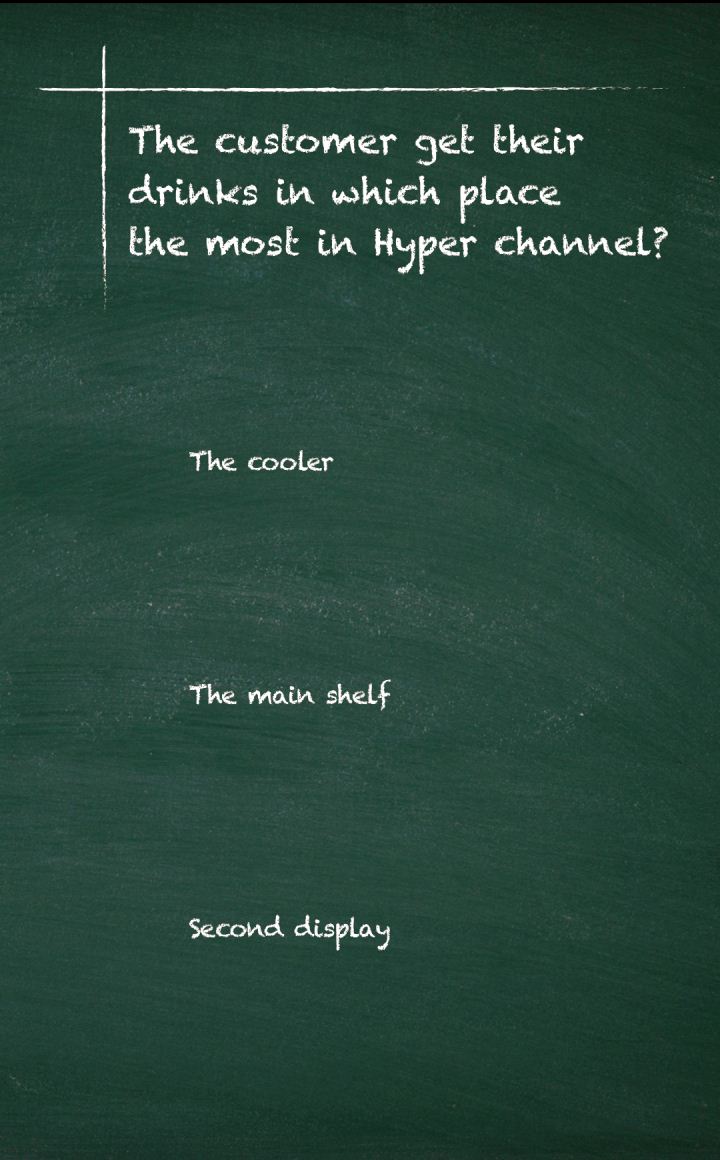 The customer get their
drinks in which place
the most in Hyper channel?
The cooler
The main shelf
Second display